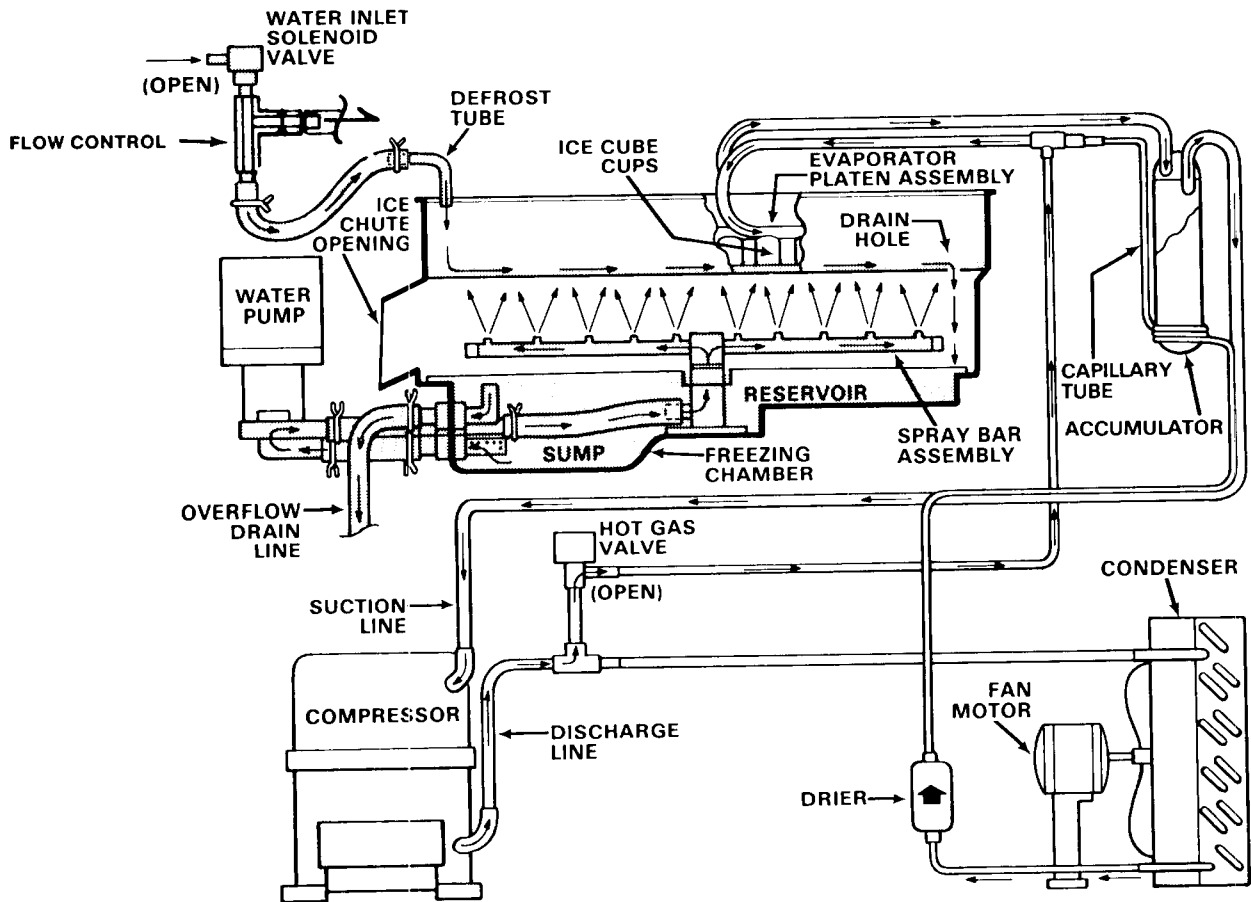 WATER INLET
SOLENOID
VALVE
(OPEN)
FLOW CONTROL
DEFROST
TUBE
ICE CUBE
CUPS
EVAPORATOR
PLATEN ASSEMBLY
ICE
CHUTE
OPENING
DRAIN
HOLE
WATER
PUMP
RESERVOIR
CAPILLARY
TUBE
ACCUMULATOR
SPRAY BAR
ASSEMBLY
SUMP
FREEZING
CHAMBER
OVERFLOW
DRAIN
LINE
HOT GAS
VALVE
(OPEN)
CONDENSER
SUCTION
LINE
COMPRESSOR
FAN
MOTOR
DISCHARGE
LINE
DRIER